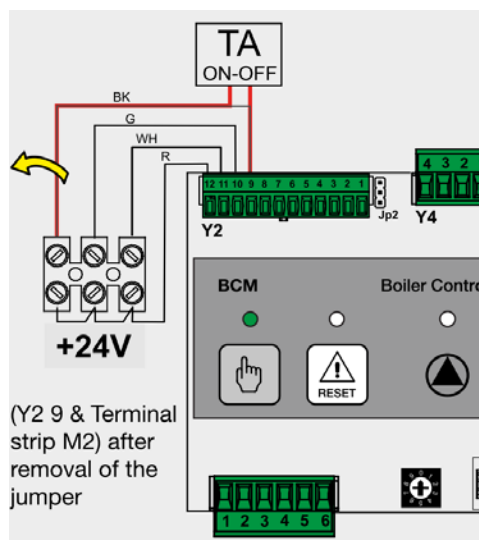 TA
ON-OFF
BK
G
WH
R
12 11 10 9 8 7 6 5 4 3 2 1
4 3 2
Y2
Jp2
Y4
BCM
Boiler Contro
+24V
RESET
(Y2 9 & Terminal
strip M2) after
removal of the
jumper
1 2 3 4 5 6